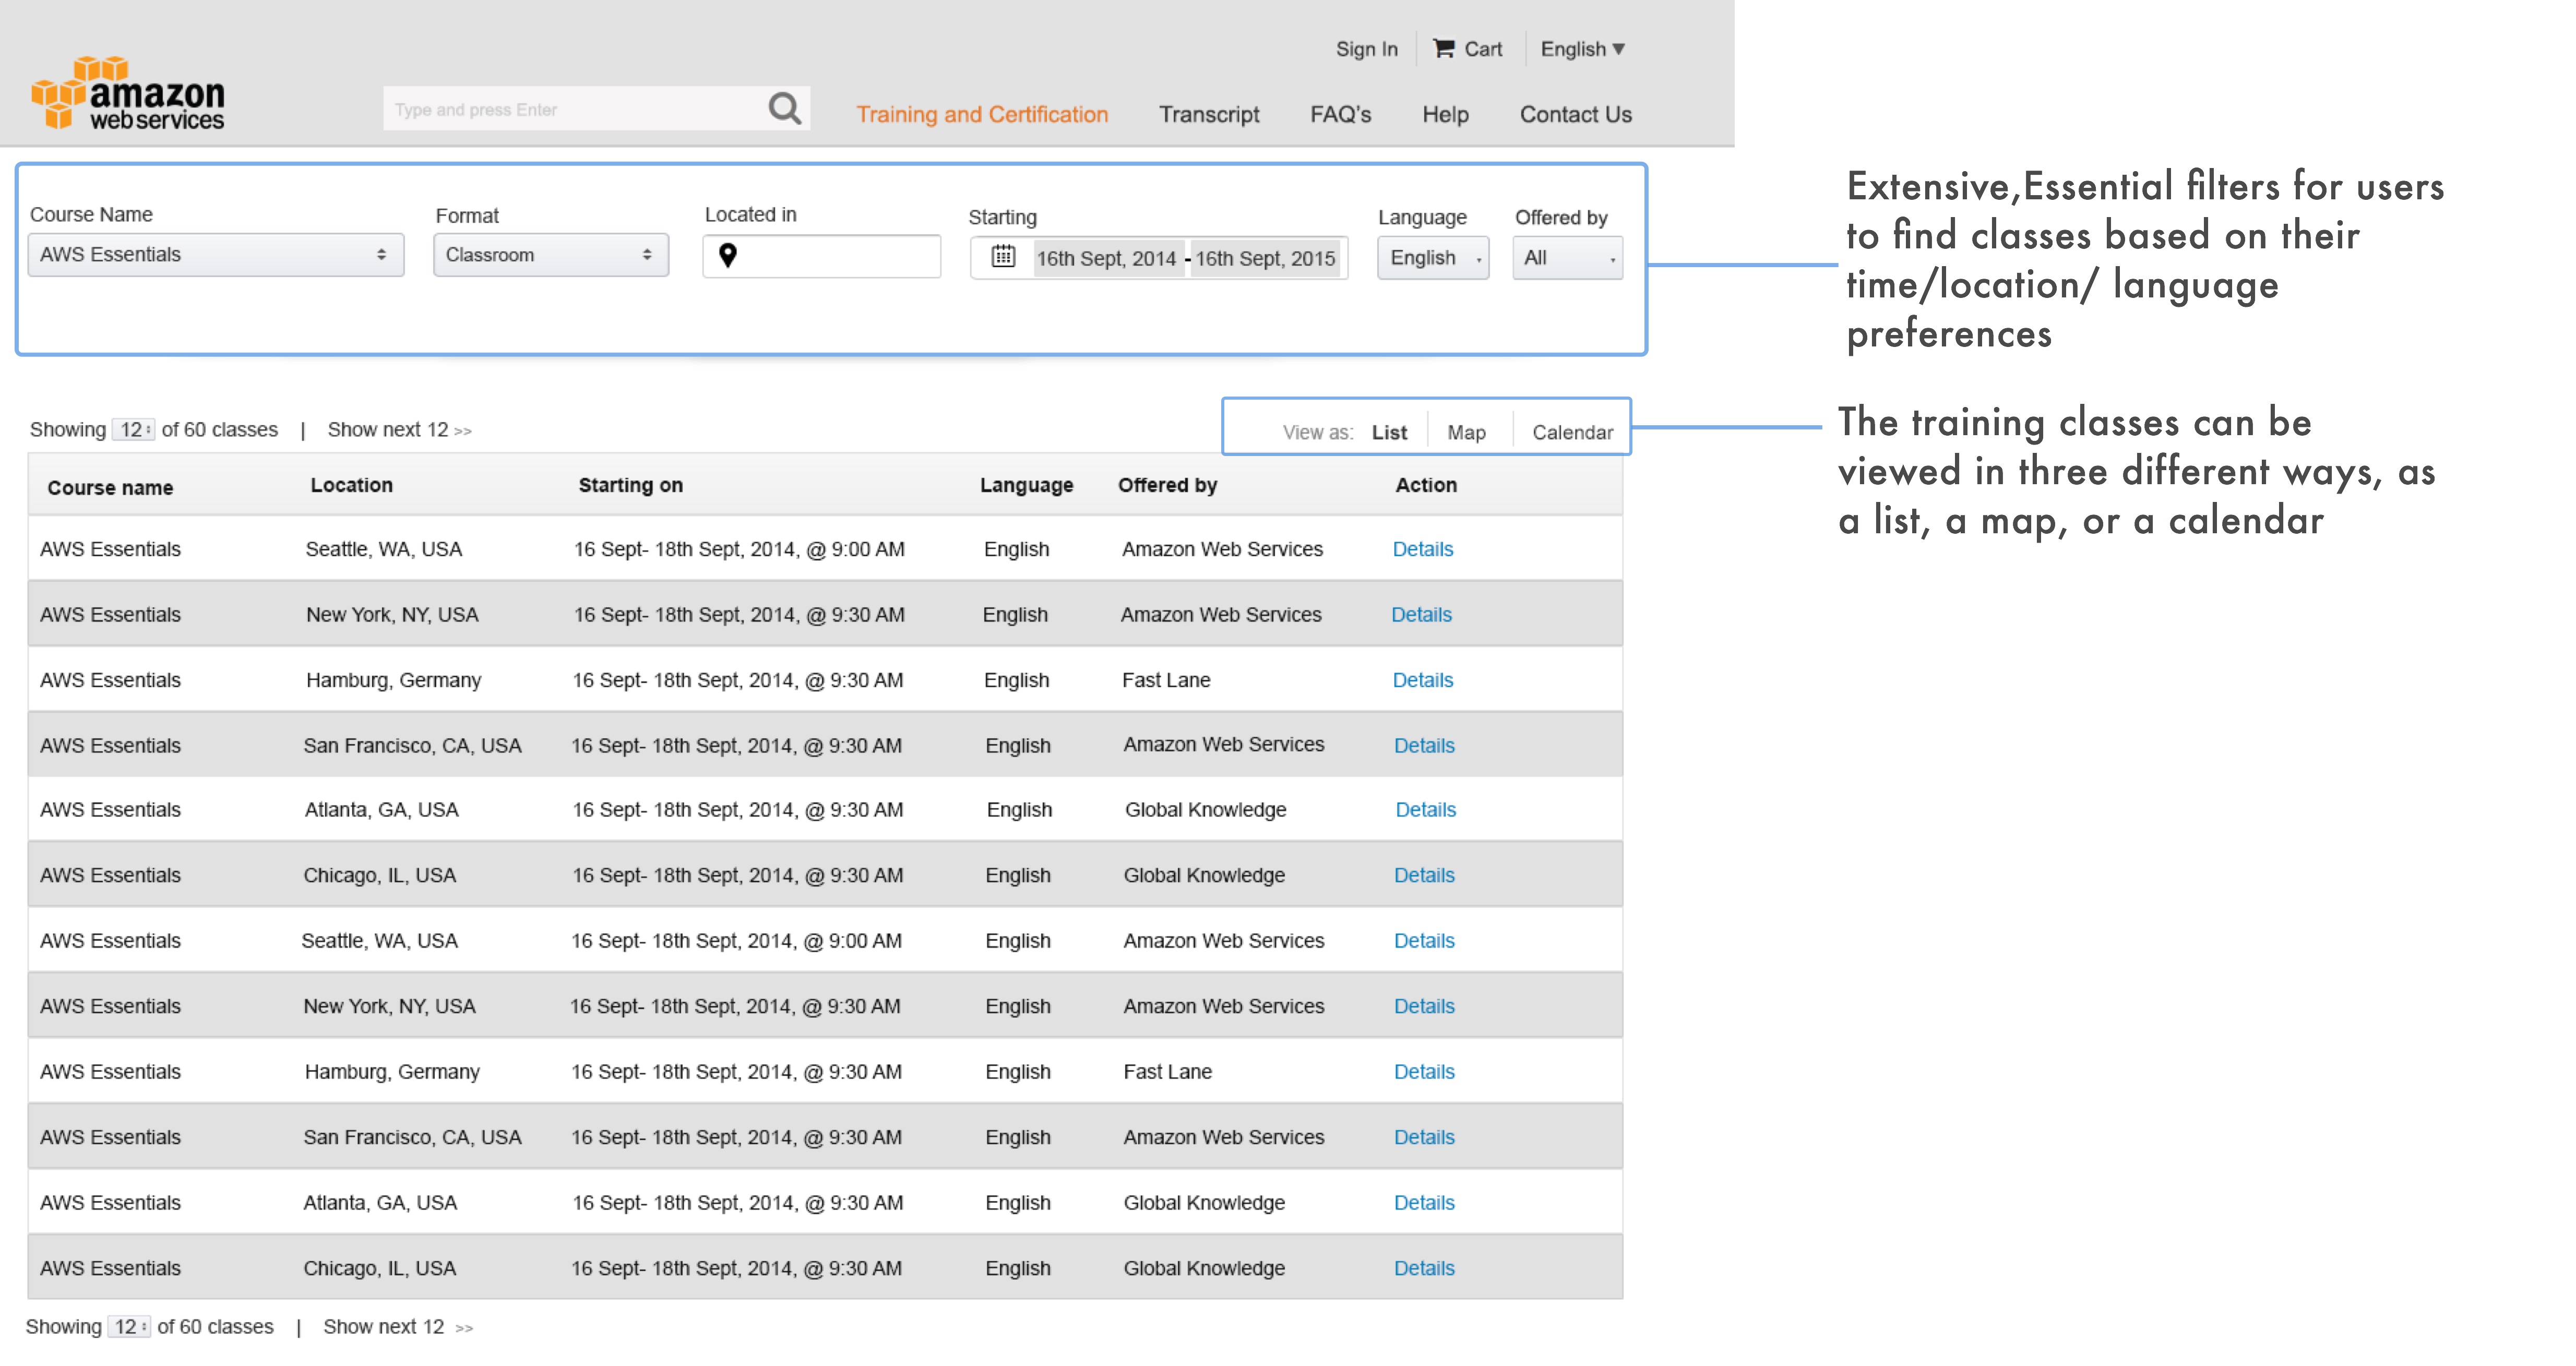 Sign In Cart English ▼
amazon
web services
Type and press Enter
Training and Certification Transcript FAQ's Help Contact Us
Course Name Format Located in Starting Language Offered by
AWS Essentials Classroom 16th Sept, 2014 - 16th Sept, 2015 English All
Extensive,Essential filters for users
to find classes based on their
time/location/ language
preferences
Showing 12 of 60 classes | Show next 12 >>
View as: List Map Calendar
The training classes can be
viewed in three different ways, as
a list, a map, or a calendar
Course name Location Starting on Language Offered by Action
AWS Essentials Seattle, WA, USA 16 Sept- 18th Sept, 2014, @ 9:00 AM English Amazon Web Services Details
AWS Essentials New York, NY, USA 16 Sept- 18th Sept, 2014, @ 9:30 AM English Amazon Web Services Details
AWS Essentials Hamburg, Germany 16 Sept- 18th Sept, 2014, @ 9:30 AM English Fast Lane Details
AWS Essentials San Francisco, CA, USA 16 Sept- 18th Sept, 2014, @ 9:30 AM English Amazon Web Services Details
AWS Essentials Atlanta, GA, USA 16 Sept- 18th Sept, 2014, @ 9:30 AM English Global Knowledge Details
AWS Essentials Chicago, IL, USA 16 Sept- 18th Sept, 2014, @ 9:30 AM English Global Knowledge Details
AWS Essentials Seattle, WA, USA 16 Sept- 18th Sept, 2014, @ 9:00 AM English Amazon Web Services Details
AWS Essentials New York, NY, USA 16 Sept- 18th Sept, 2014, @ 9:30 AM English Amazon Web Services Details
AWS Essentials Hamburg, Germany 16 Sept- 18th Sept, 2014, @ 9:30 AM English Fast Lane Details
AWS Essentials San Francisco, CA, USA 16 Sept- 18th Sept, 2014, @ 9:30 AM English Amazon Web Services Details
AWS Essentials Atlanta, GA, USA 16 Sept- 18th Sept, 2014, @ 9:30 AM English Global Knowledge Details
AWS Essentials Chicago, IL, USA 16 Sept- 18th Sept, 2014, @ 9:30 AM English Global Knowledge Details
Showing 12 of 60 classes | Show next 12 >>